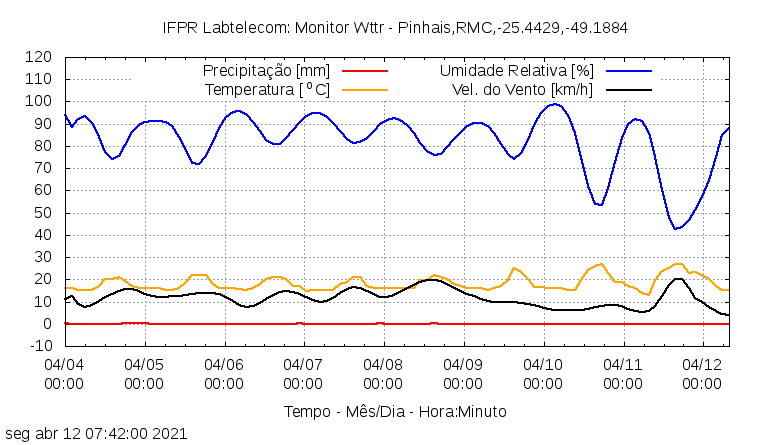 IFPR Labtelecom: Monitor Wttr - Pinhais,RMC,-25.4429,-49.1884
120
110
100
90
80
70
60
50
40
30
20
10
0
-10
Precipitação [mm]
Temperatura [⁰C]
Umidade Relativa [%]
Vel. do Vento [km/h]
04/04 04/05 04/06 04/07 04/08 04/09 04/10 04/11 04/12
00:00 00:00 00:00 00:00 00:00 00:00 00:00 00:00 00:00
Tempo - Mês/Dia - Hora:Minuto
seg abr 12 07:42:00 2021